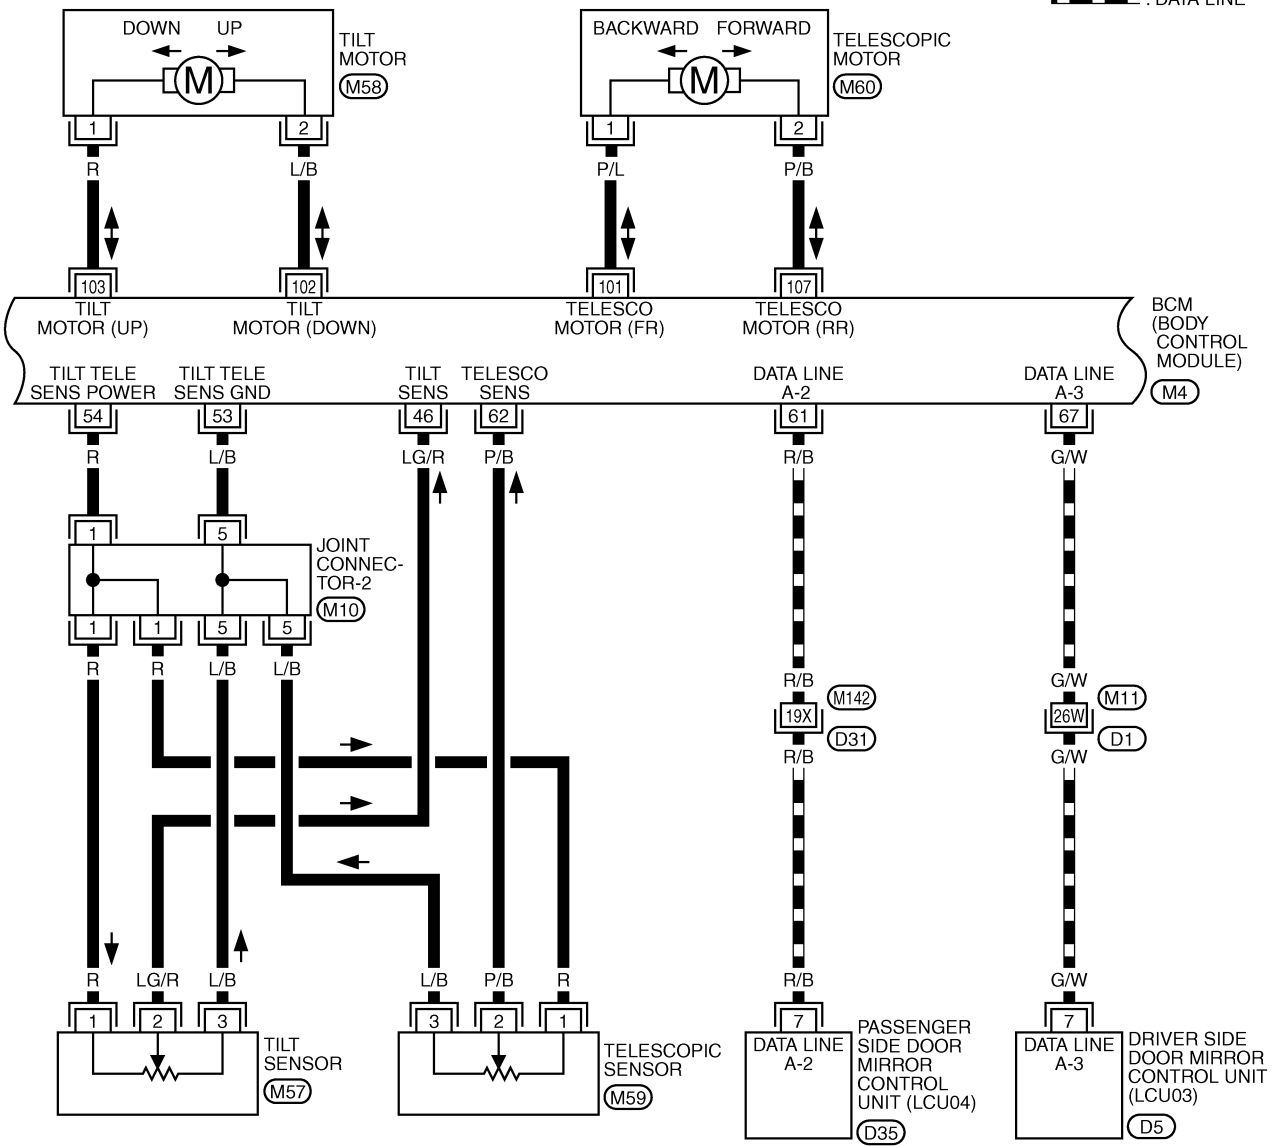 : DATA LINE
DOWN UP
TILT
MOTOR
M58
M
1 2
R L/B
BACKWARD FORWARD
TELESCOPIC
MOTOR
M60
M
1 2
P/L P/B
103 102 101 107
TILT
MOTOR (UP)
TILT
MOTOR (DOWN)
TELESCO
MOTOR (FR)
TELESCO
MOTOR (RR)
BCM
(BODY
CONTROL
MODULE)
M4
TILT TELE
SENS POWER
TILT TELE
SENS GND
TILT
SENS
TELESCO
SENS
DATA LINE
A-2
DATA LINE
A-3
54 53 46 62 61 67
R L/B LG/R P/B R/B G/W
1 5
JOINT
CONNEC-
TOR-2
M10
1 1 5 5
R R L/B L/B
R/B G/W
M142
19X
D31
M11
26W
D1
R/B G/W
R LG/R L/B L/B P/B R R/B G/W
1 2 3 3 2 1 7 7
TILT
SENSOR
M57
TELESCOPIC
SENSOR
M59
DATA LINE
A-2
PASSENGER
SIDE DOOR
MIRROR
CONTROL
UNIT (LCU04)
D35
DATA LINE
A-3
DRIVER SIDE
DOOR MIRROR
CONTROL UNIT
(LCU03)
D5